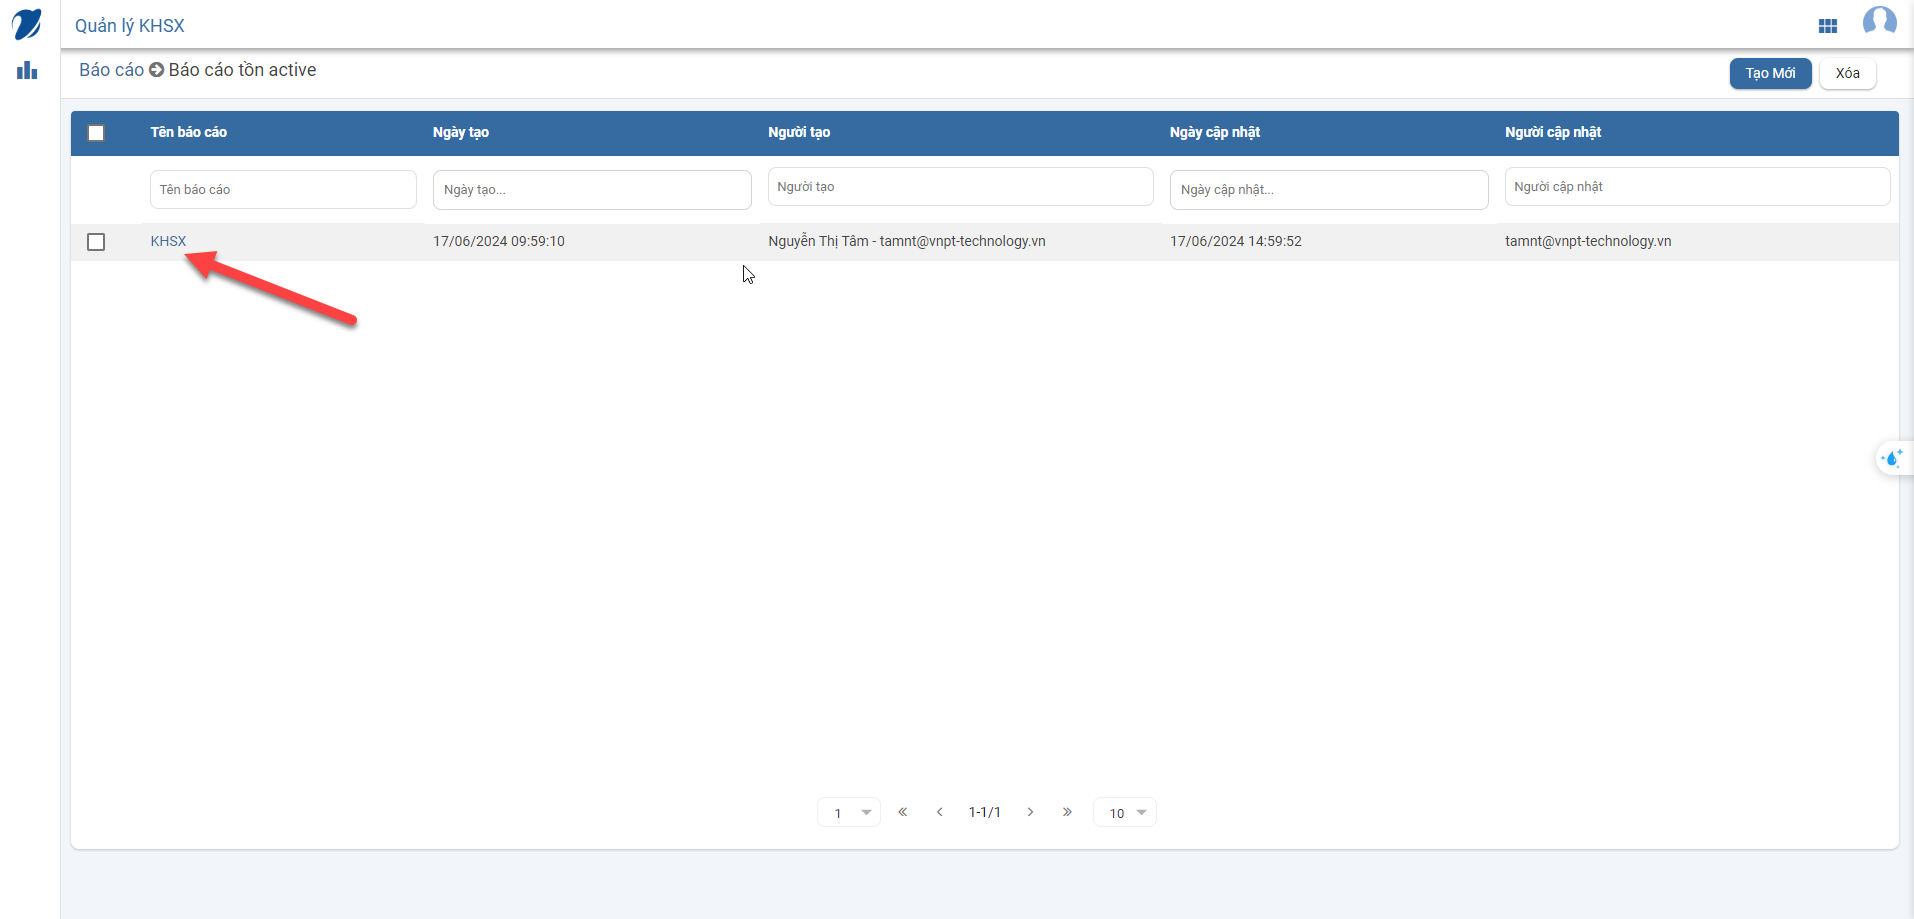 Quản lý KHSX
Báo cáo Báo cáo tồn active
Tạo Mới Xóa
Tên báo cáo Ngày tạo Người tạo Ngày cập nhật Người cập nhật
Tên báo cáo Ngày tạo... Người tạo Ngày cập nhật... Người cập nhật
KHSX 17/06/2024 09:59:10 Nguyễn Thị Tâm - tamnt@vnpt-technology.vn 17/06/2024 14:59:52 tamnt@vnpt-technology.vn
1 « ‹ 1-1/1 › » 10